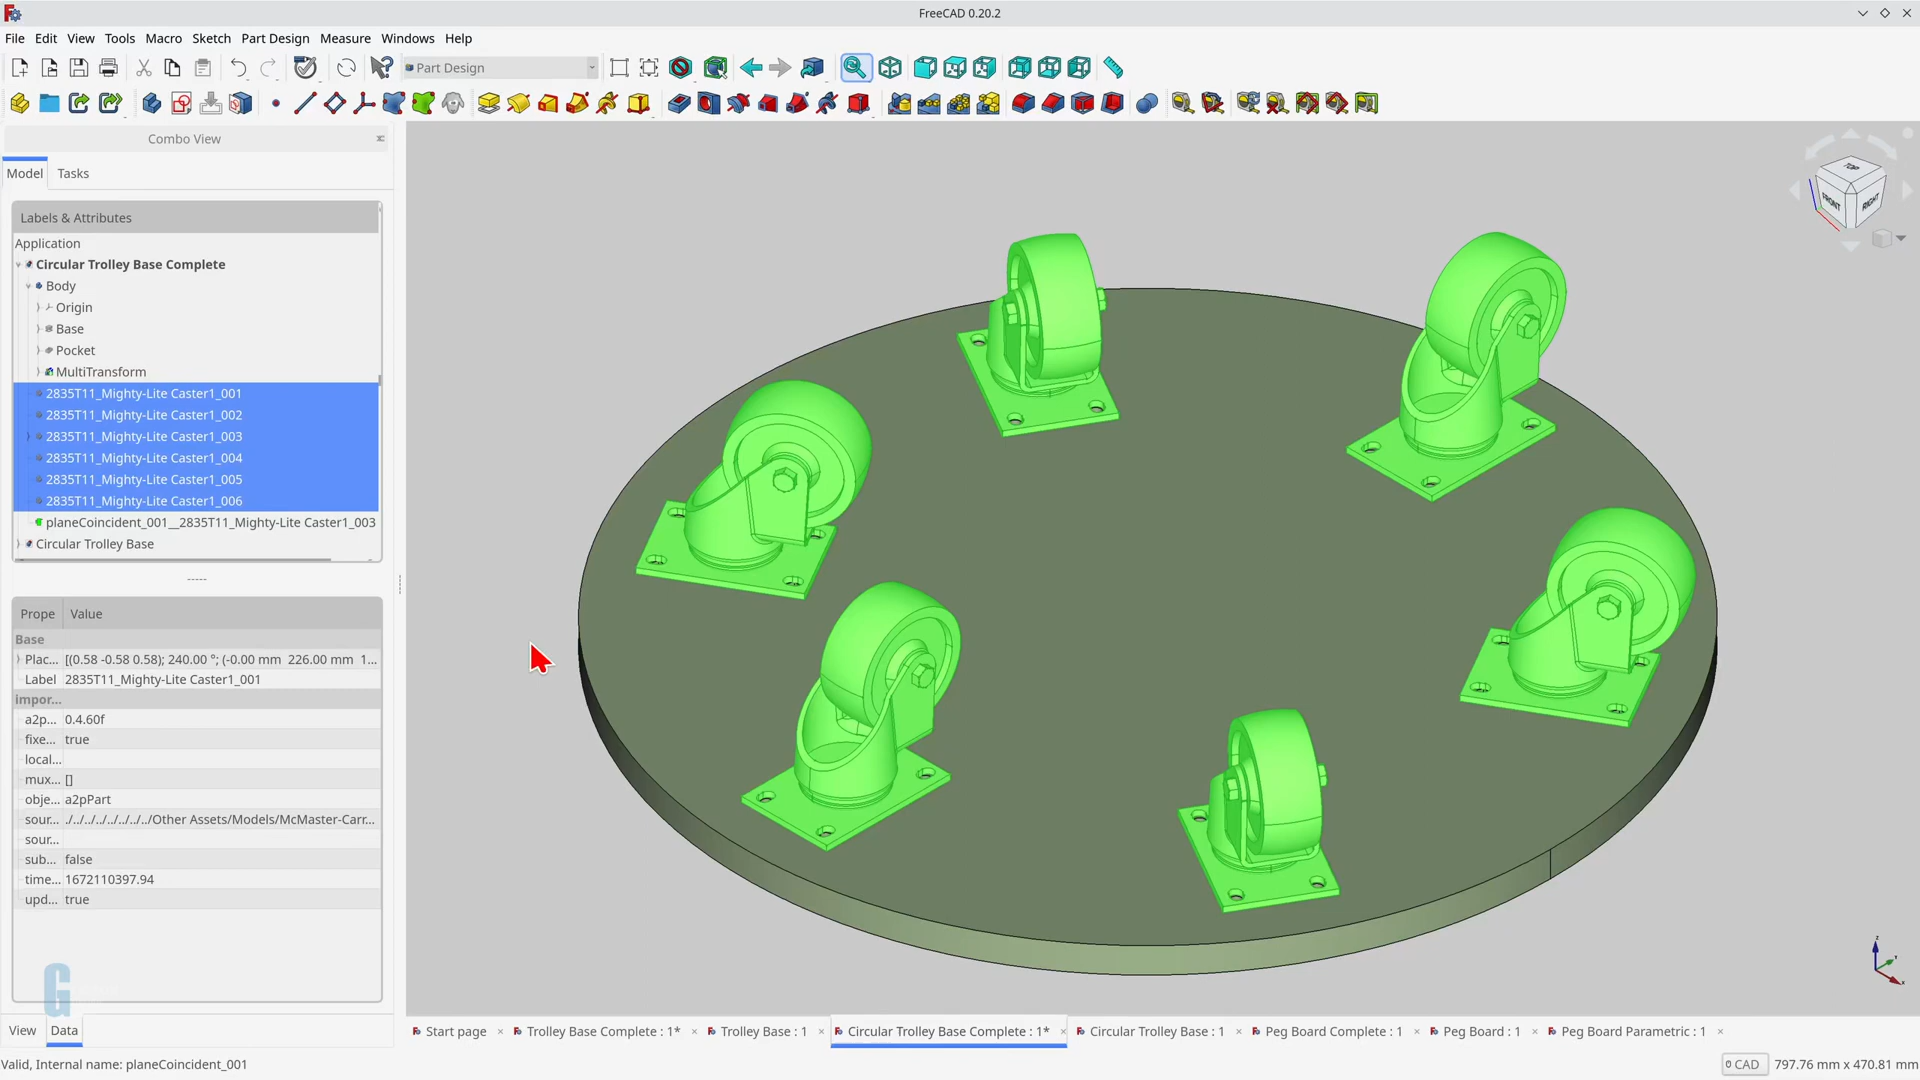 FreeCAD 0.20.2
File Edit View Tools Macro Sketch Part Design Measure Windows Help
Part Design
Combo View
Model Tasks
Labels & Attributes
Application
Circular Trolley Base Complete
Body
Origin
Base
Pocket
MultiTransform
2835T11_Mighty-Lite Caster1_001
2835T11_Mighty-Lite Caster1_002
2835T11_Mighty-Lite Caster1_003
2835T11_Mighty-Lite Caster1_004
2835T11_Mighty-Lite Caster1_005
2835T11_Mighty-Lite Caster1_006
planeCoincident_001__2835T11_Mighty-Lite Caster1_003
Circular Trolley Base
Prope Value
Base
Plac... [(0.58 -0.58 0.58); 240.00 °; (-0.00 mm 226.00 mm 1...
Label 2835T11_Mighty-Lite Caster1_001
impor...
a2p... 0.4.60f
fixe... true
local...
mux... []
obje... a2pPart
sour... ./../../../../../../../Other Assets/Models/McMaster-Carr...
sour...
sub... false
time... 1672110397.94
upd... true
G
View Data
TOP
FRONT
RIGHT
z
Y
x
Start page Trolley Base Complete : 1* Trolley Base : 1 Circular Trolley Base Complete : 1* Circular Trolley Base : 1 Peg Board Complete : 1 Peg Board : 1 Peg Board Parametric : 1
Valid, Internal name: planeCoincident_001
CAD 797.76 mm x 470.81 mm